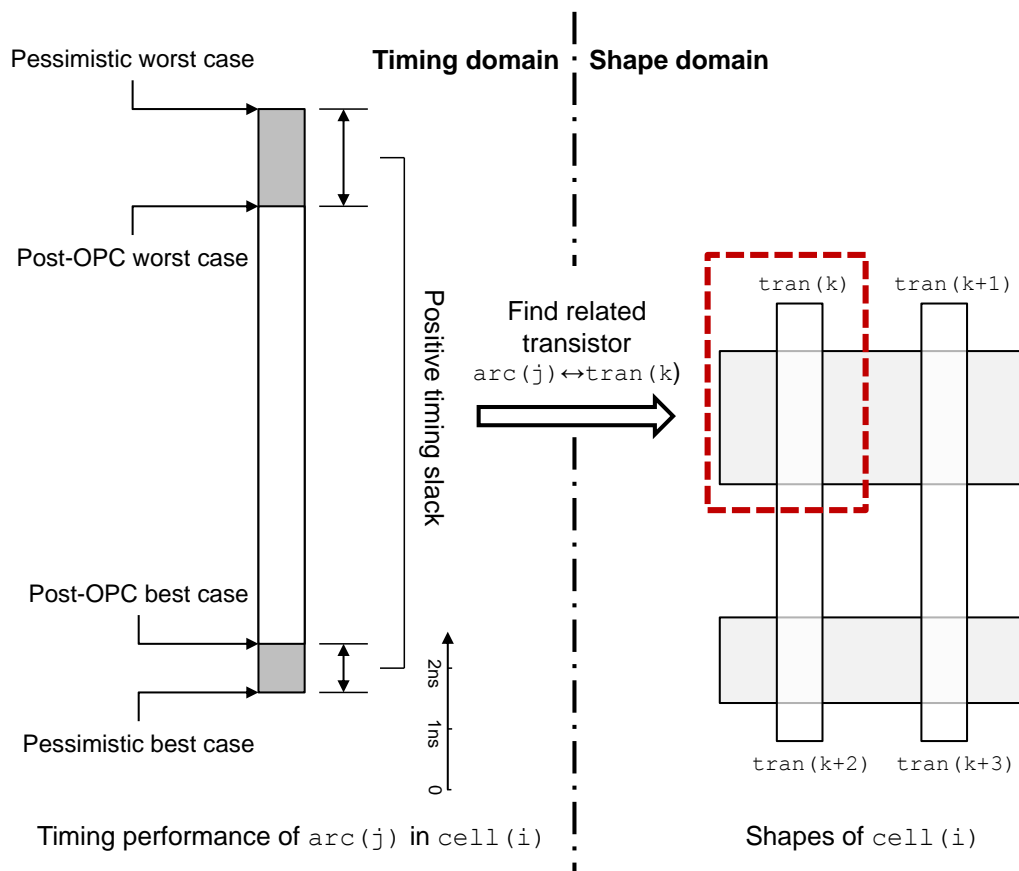 Timing domain
Shape domain
Pessimistic worst case
Post-OPC worst case
Positive timing slack
Post-OPC best case
Pessimistic best case
2ns
1ns
0
Find related
transistor
arc(j)↔tran(k)
tran(k)
tran(k+1)
tran(k+2)
tran(k+3)
Timing performance of arc(j) in cell(i)
Shapes of cell(i)